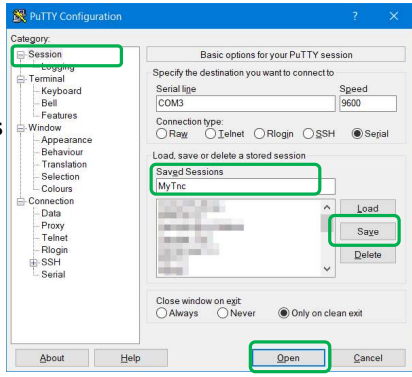 PuTTY Configuration ? ×
Category:
Session
Logging
Terminal
Keyboard
Bell
Features
Window
Appearance
Behaviour
Translation
Selection
Colours
Connection
Data
Proxy
Telnet
Rlogin
SSH
Serial
Basic options for your PuTTY session
Specify the destination you want to connect to
Serial line Speed
COM3 9600
Connection type:
Raw Telnet Rlogin SSH Serial
Load, save or delete a stored session
Saved Sessions
MyTnc
Load
Save
Delete
Close window on exit:
Always Never Only on clean exit
About Help Open Cancel